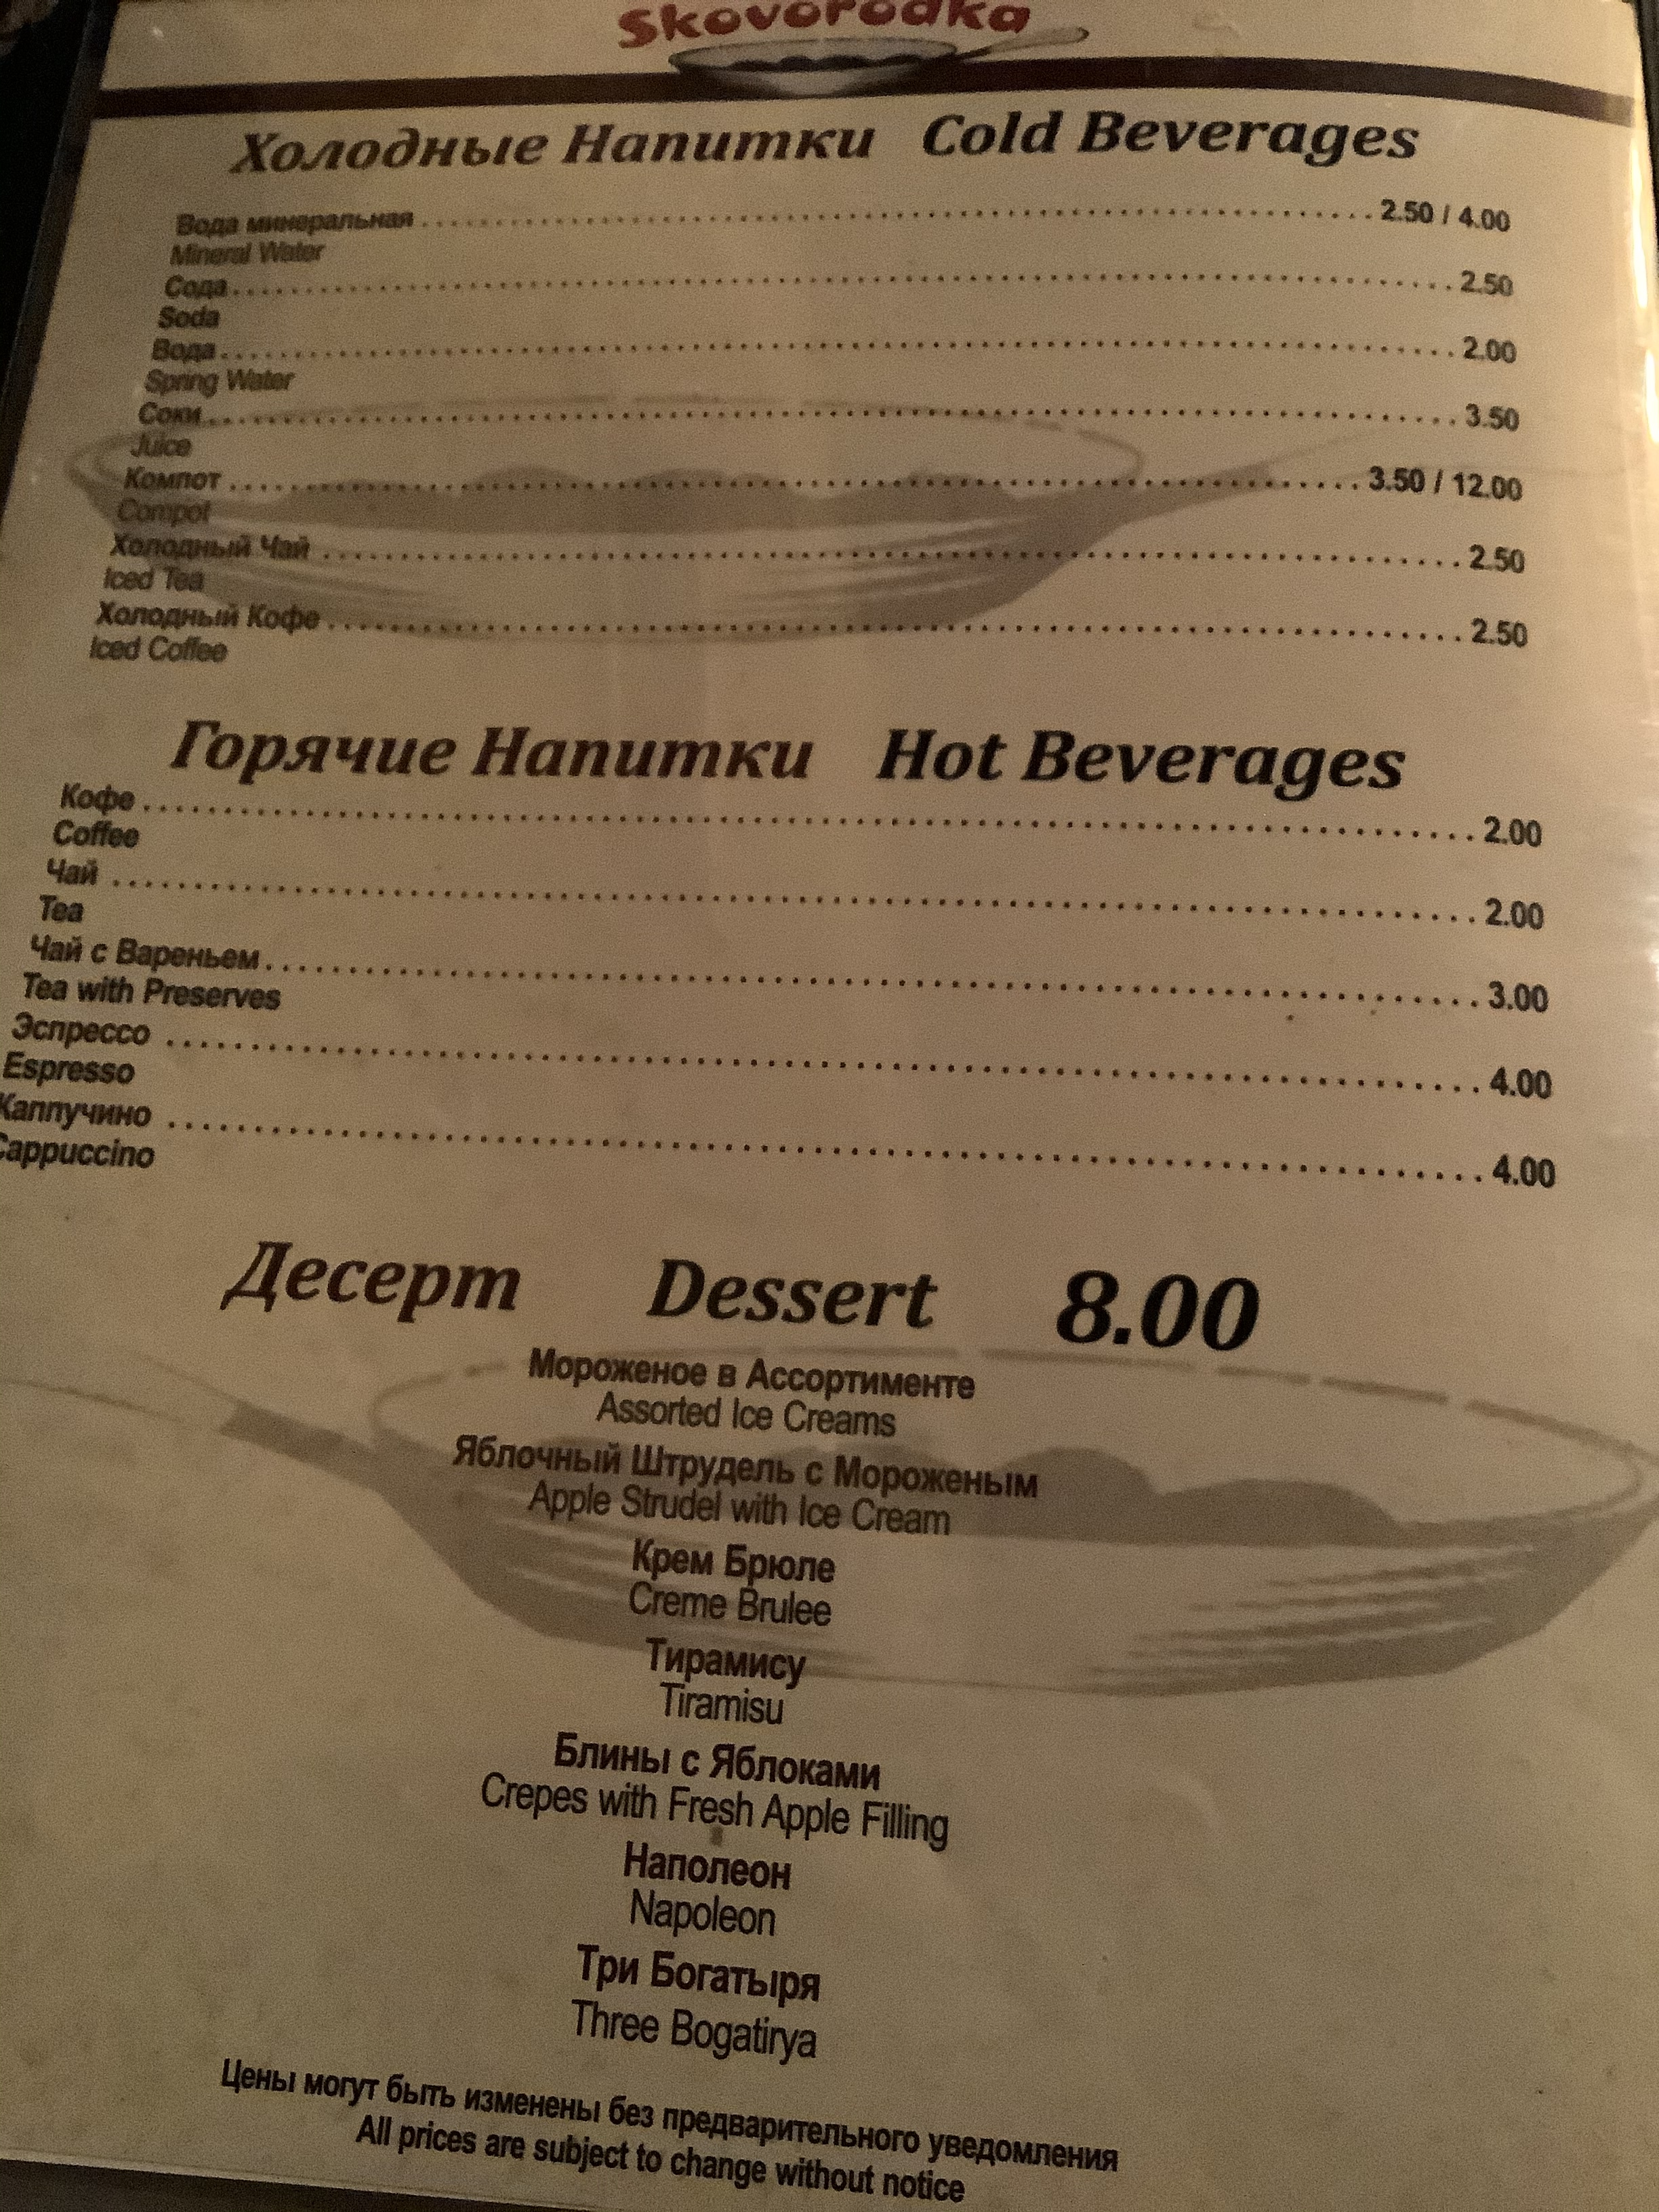 Skovorodka
Холодные Напитки Cold Beverages
Вода минеральная 2.50 / 4.00
Mineral Water
Сода 2.50
Soda
Вода 2.00
Spring Water
Соки 3.50
Juice
Компот 3.50 / 12.00
Compot
Холодный Чай 2.50
Iced Tea
Холодный Кофе 2.50
Iced Coffee
Горячие Напитки Hot Beverages
Кофе 2.00
Coffee
Чай 2.00
Tea
Чай с Вареньем 3.00
Tea with Preserves
Эспрессо 4.00
Espresso
Каппучино 4.00
Cappuccino
Десерт Dessert 8.00
Мороженое в Ассортименте
Assorted Ice Creams
Яблочный Штрудель с Мороженым
Apple Strudel with Ice Cream
Крем Брюле
Creme Brulee
Тирамису
Tiramisu
Блины с Яблоками
Crepes with Fresh Apple Filling
Наполеон
Napoleon
Три Богатыря
Three Bogatirya
Цены могут быть изменены без предварительного уведомления
All prices are subject to change without notice